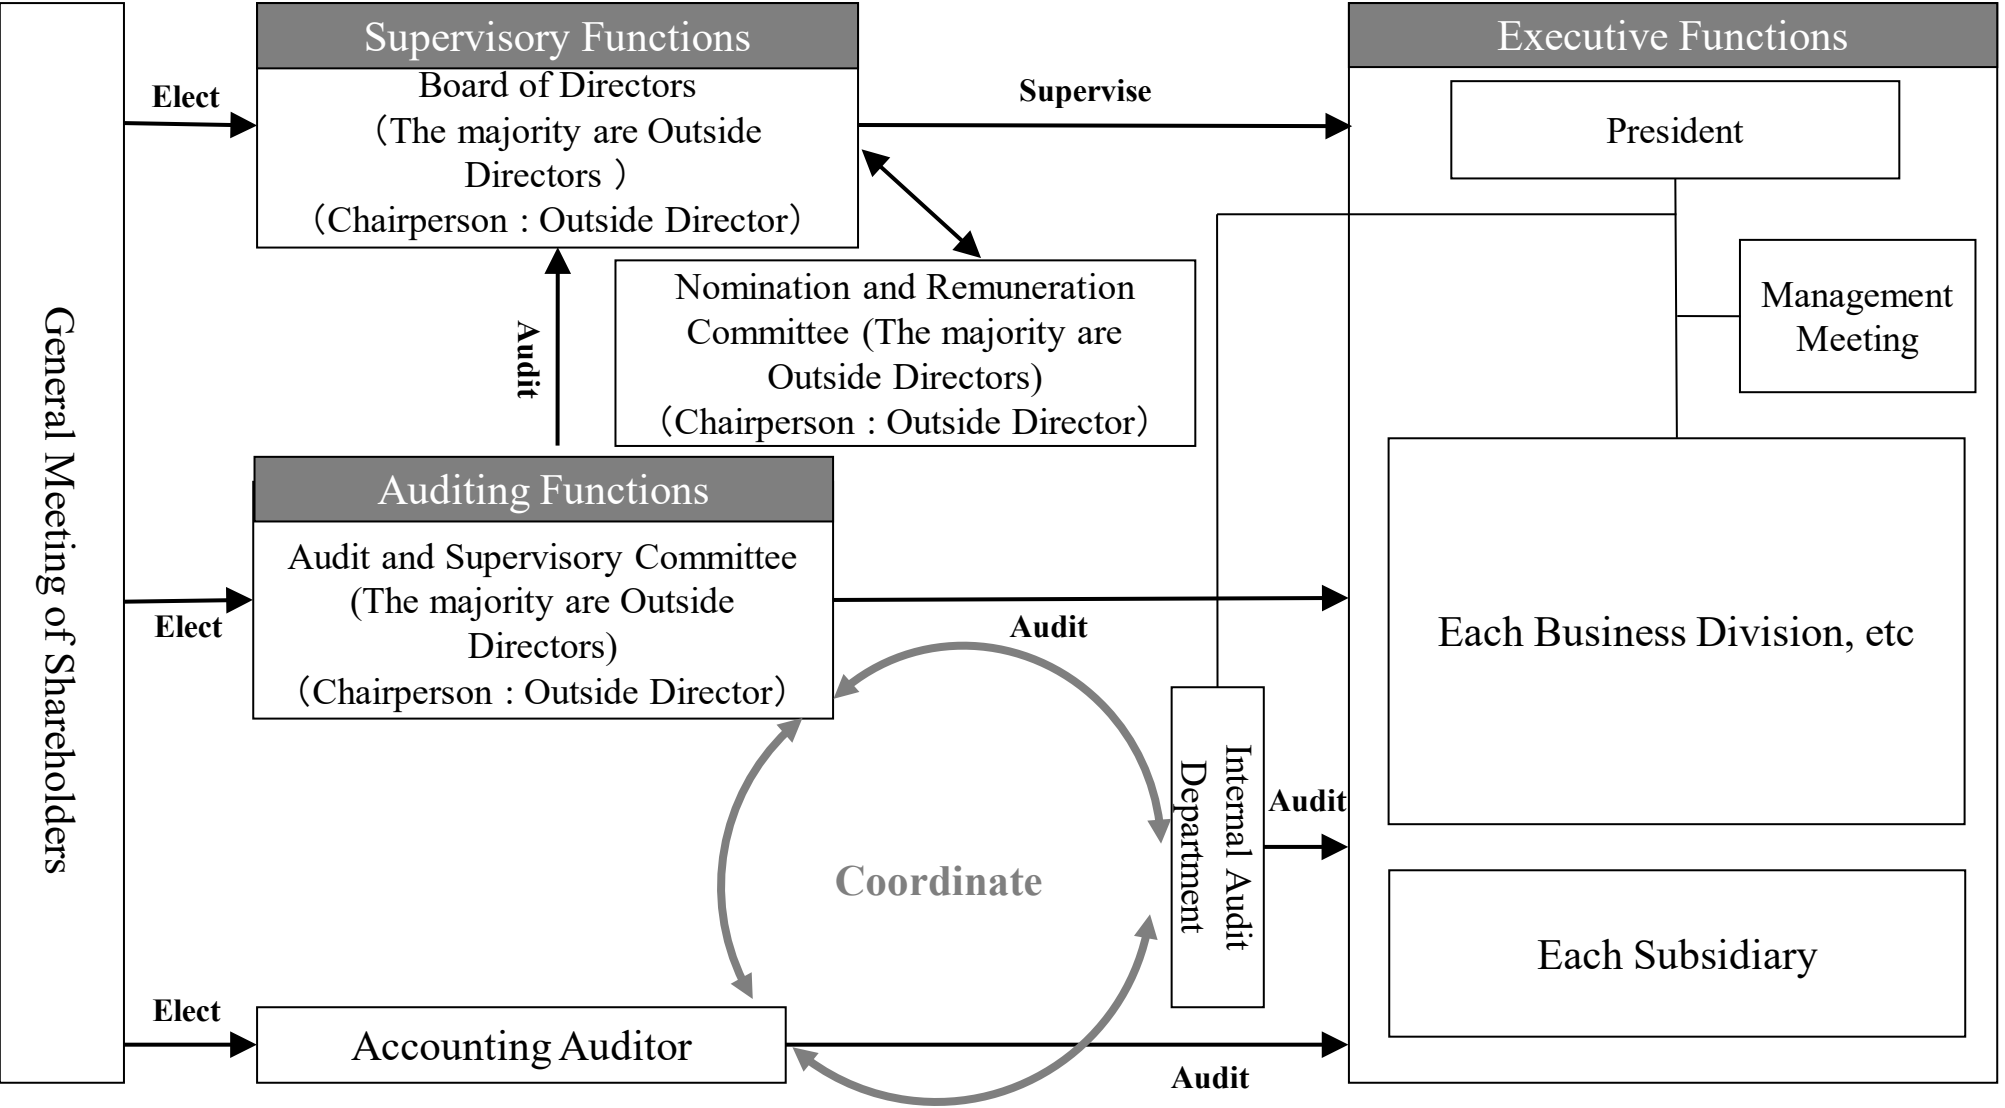 General Meeting of Shareholders
Elect
Supervisory Functions
Board of Directors
（The majority are Outside
Directors ）
（Chairperson : Outside Director）
Supervise
Audit
Nomination and Remuneration
Committee (The majority are
Outside Directors)
（Chairperson : Outside Director）
Elect
Auditing Functions
Audit and Supervisory Committee
(The majority are Outside
Directors)
（Chairperson : Outside Director）
Audit
Coordinate
Internal Audit
Department
Audit
Elect
Accounting Auditor
Audit
Executive Functions
President
Management
Meeting
Each Business Division, etc
Each Subsidiary